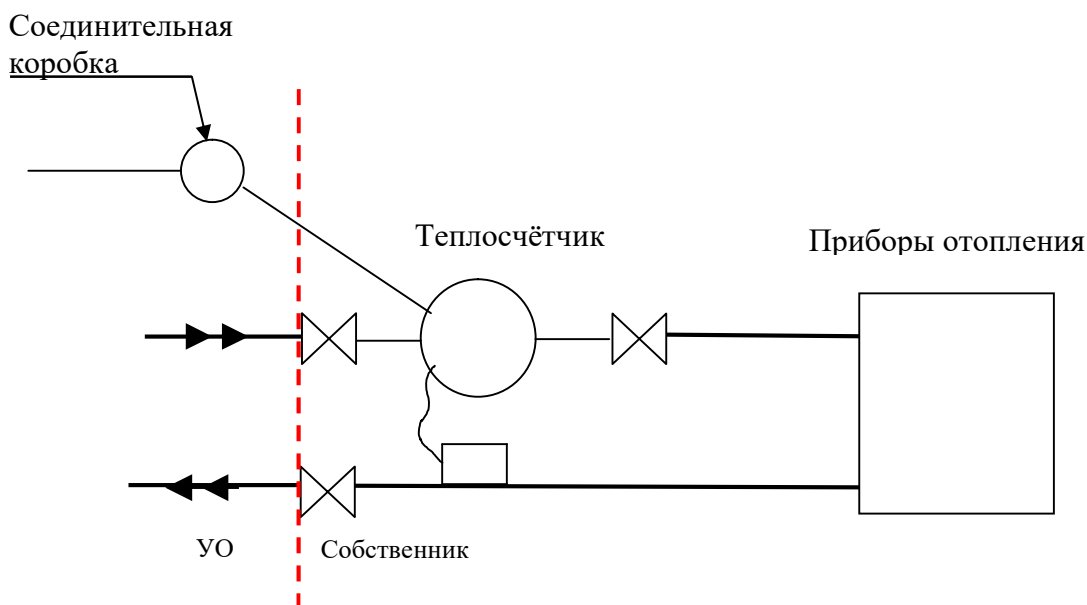 Соединительная
коробка
Теплосчётчик
Приборы отопления
УО
Собственник